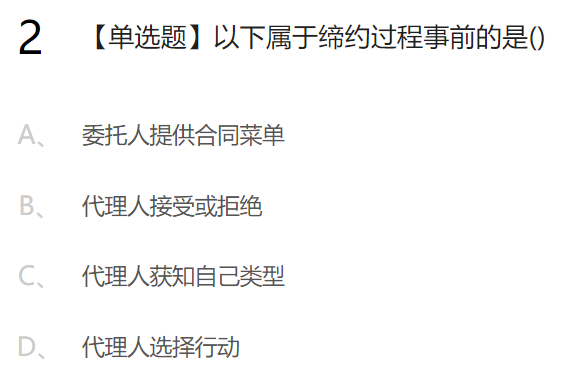 2 【单选题】以下属于缔约过程事前的是()
A、 委托人提供合同菜单
B、 代理人接受或拒绝
C、 代理人获知自己类型
D、 代理人选择行动